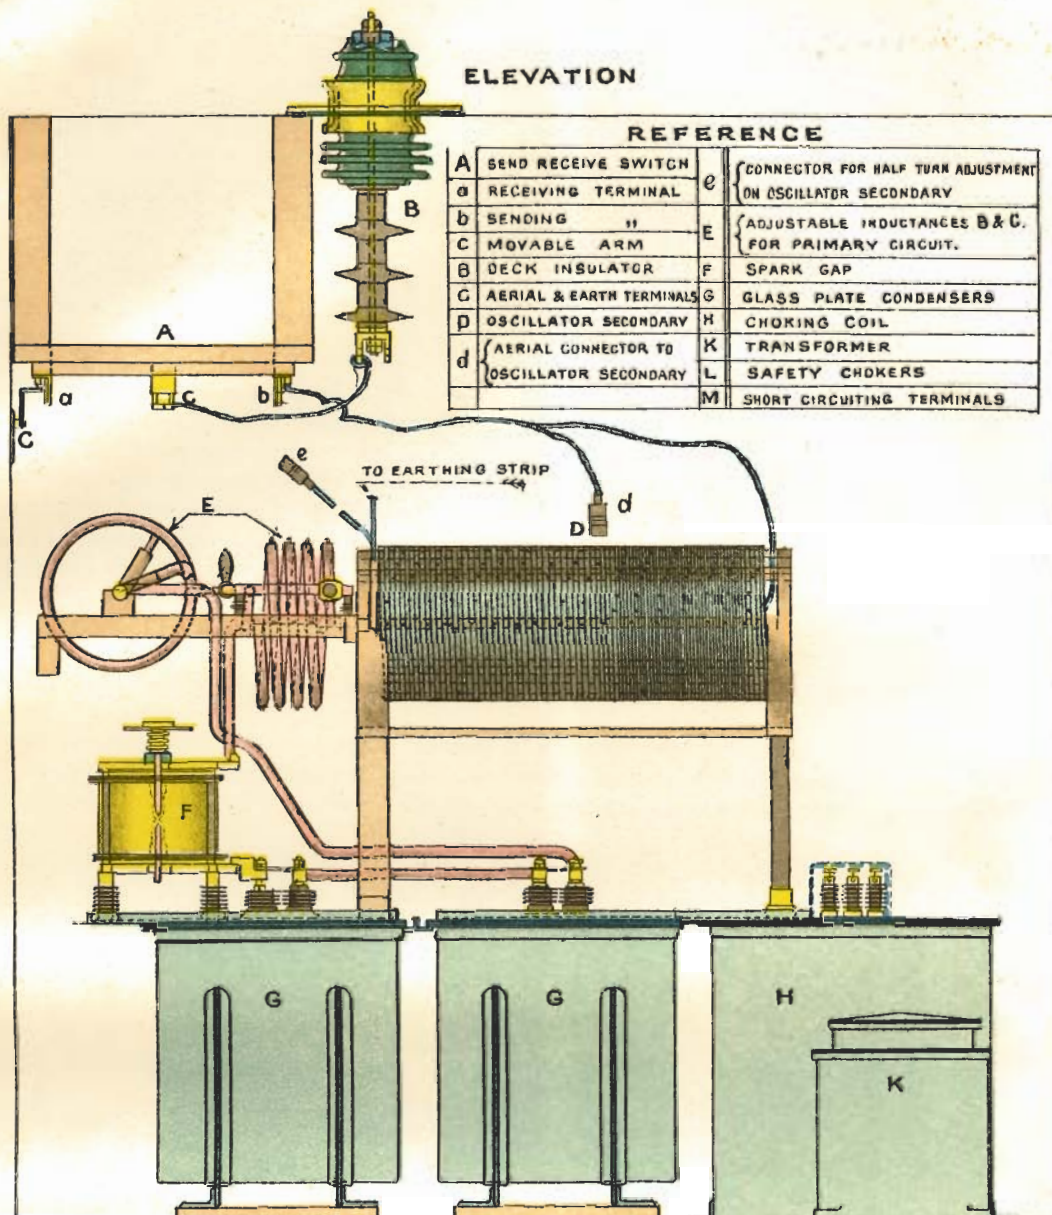 ELEVATION
REFERENCE
A SEND RECEIVE SWITCH
a RECEIVING TERMINAL
b SENDING "
C MOVABLE ARM
B DECK INSULATOR
C AERIAL & EARTH TERMINALS
D OSCILLATOR SECONDARY
d { AERIAL CONNECTOR TO
OSCILLATOR SECONDARY
e { CONNECTOR FOR HALF TURN ADJUSTMENT
ON OSCILLATOR SECONDARY
E { ADJUSTABLE INDUCTANCES B & C.
FOR PRIMARY CIRCUIT.
F SPARK GAP
G GLASS PLATE CONDENSERS
H CHOKING COIL
K TRANSFORMER
L SAFETY CHOKERS
M SHORT CIRCUITING TERMINALS
B
A
a
c
b
C
e
TO EARTHING STRIP
d
D
E
F
G
G
H
K